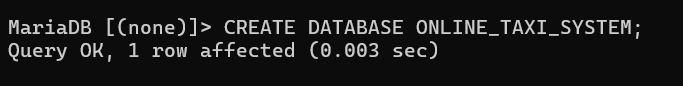 MariaDB [(none)]> CREATE DATABASE ONLINE_TAXI_SYSTEM;
Query OK, 1 row affected (0.003 sec)